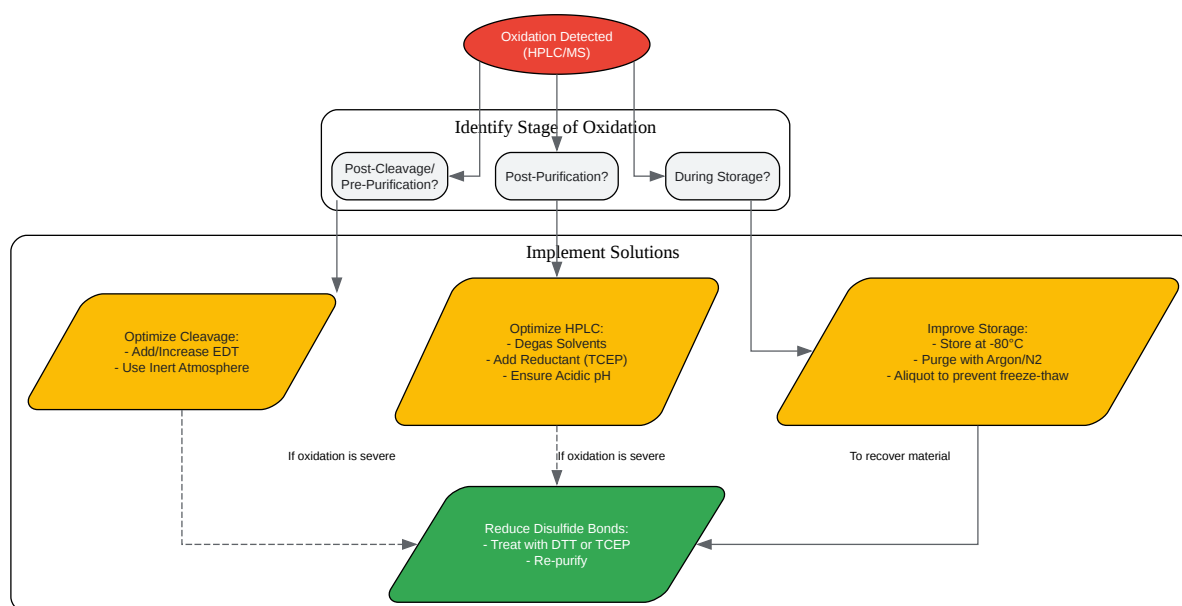 Oxidation Detected
(HPLC/MS)
Identify Stage of Oxidation
Post-Cleavage/
Pre-Purification?
Post-Purification?
During Storage?
Implement Solutions
Optimize Cleavage:
- Add/Increase EDT
- Use Inert Atmosphere
Optimize HPLC:
- Degas Solvents
- Add Reductant (TCEP)
- Ensure Acidic pH
Improve Storage:
- Store at -80°C
- Purge with Argon/N2
- Aliquot to prevent freeze-thaw
If oxidation is severe
If oxidation is severe
To recover material
Reduce Disulfide Bonds:
- Treat with DTT or TCEP
- Re-purify